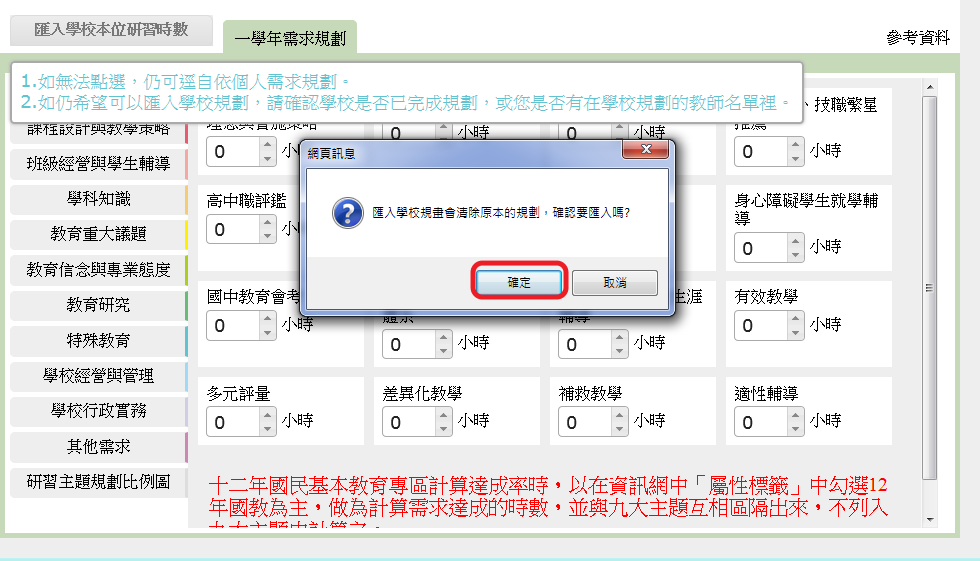 匯入學校本位研習時數
一學年需求規劃
參考資料
1.如無法點選，仍可逕自依個人需求規劃。
2.如仍希望可以匯入學校規劃，請確認學校是否已完成規劃，或您是否有在學校規劃的教師名單裡。
、技職繁星
推薦
0 小時
0 小時
0 小時
0
課程設計與教學策略
理念與實施策略
班級經營與學生輔導
學科知識
教育重大議題
教育信念與專業態度
教育研究
特殊教育
學校經營與管理
學校行政實務
其他需求
研習主題規劃比例圖
網頁訊息
匯入學校規畫會清除原本的規劃，確認要匯入嗎?
確定
取消
高中職評鑑
0
身心障礙學生就學輔
導
0 小時
國中教育會考
0 小時
0 小時
生涯
輔導
0 小時
有效教學
0 小時
多元評量
0 小時
差異化教學
0 小時
補救教學
0 小時
適性輔導
0 小時
十二年國民基本教育專區計算達成率時，以在資訊網中「屬性標籤」中勾選12
年國教為主，做為計算需求達成的時數，並與九大主題互相區隔出來，不列入